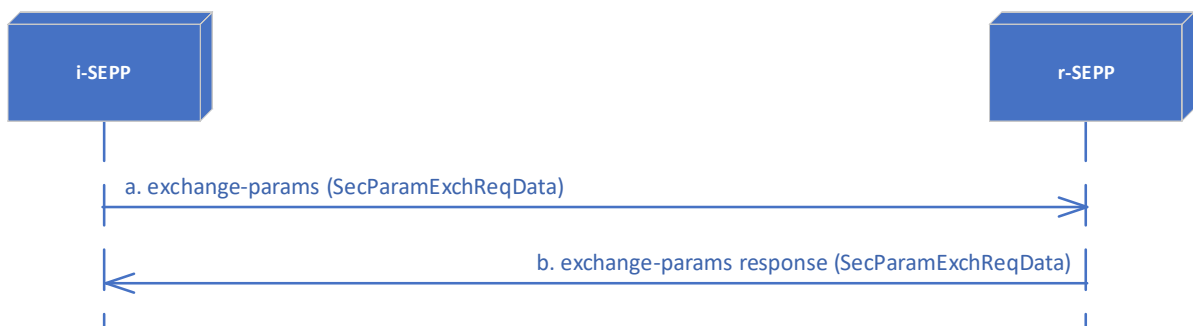 i-SEPP
r-SEPP
a. exchange-params (SecParamExchReqData)
b. exchange-params response (SecParamExchReqData)